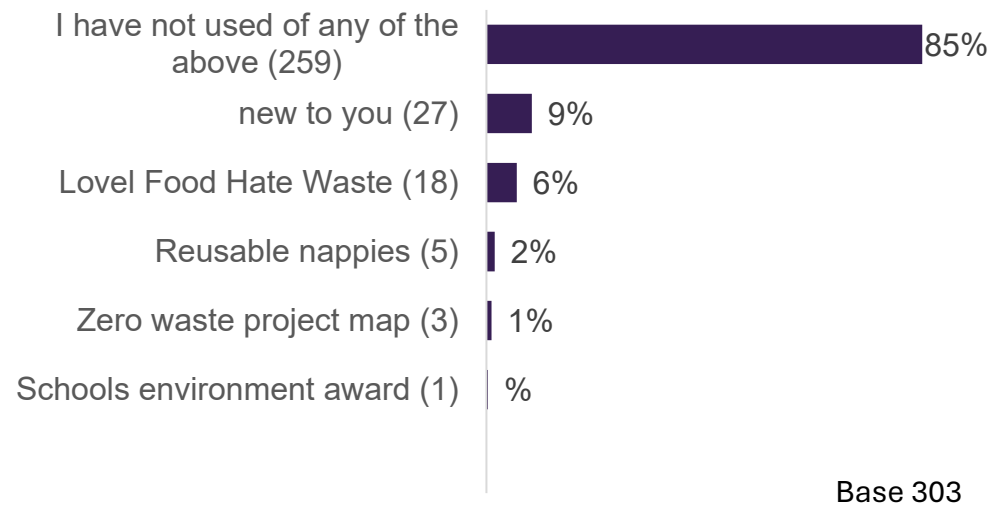 I have not used of any of the
above (259)
85%
new to you (27)
9%
Lovel Food Hate Waste (18)
6%
Reusable nappies (5)
2%
Zero waste project map (3)
1%
Schools environment award (1)
%
Base 303